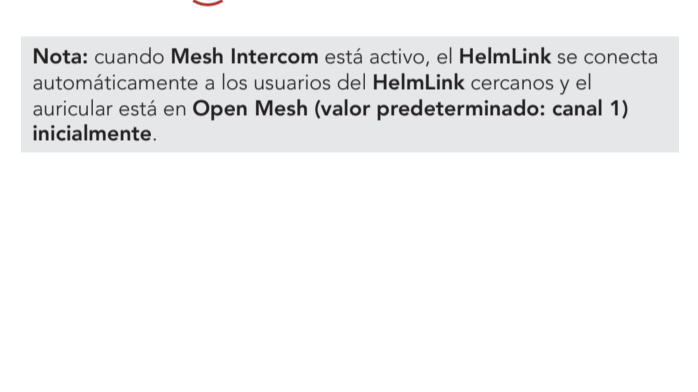 Nota: cuando Mesh Intercom está activo, el HelmLink se conecta
automáticamente a los usuarios del HelmLink cercanos y el
auricular está en Open Mesh (valor predeterminado: canal 1)
inicialmente.